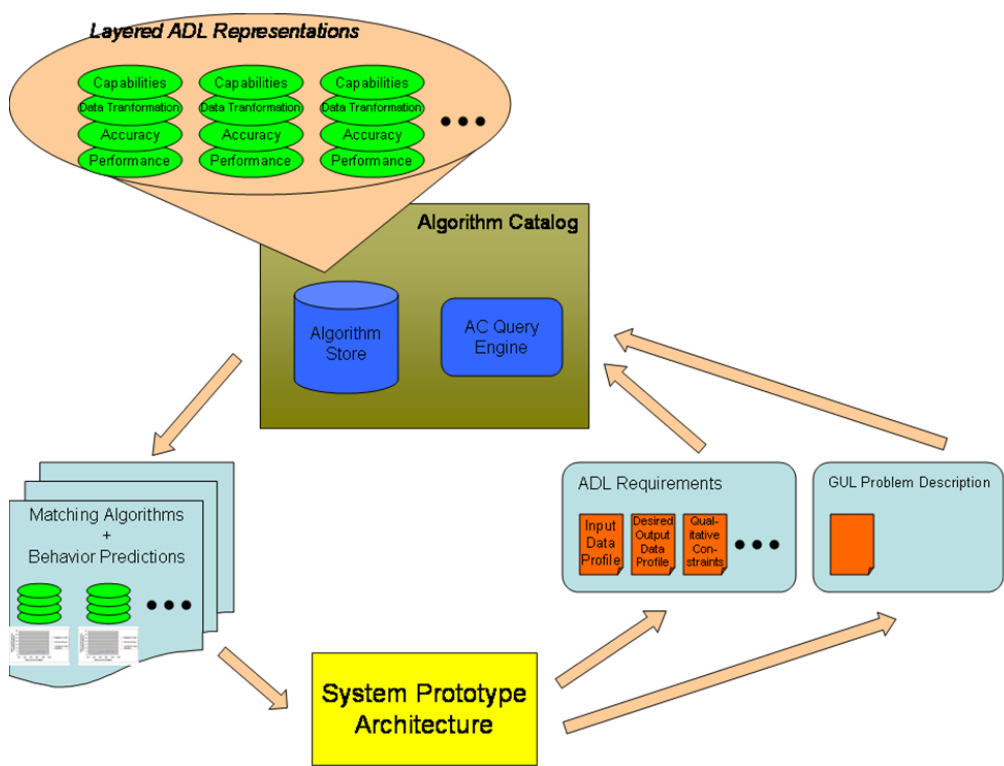 Layered ADL Representations
Capabilities Capabilities Capabilities
Data Tranformation Data Tranformation Data Tranformation
Accuracy Accuracy Accuracy
Performance Performance Performance
Algorithm Catalog
Algorithm
Store
AC Query
Engine
Matching Algorithms
+
Behavior Predictions
ADL Requirements
Input
Data
Profile
Desired
Output
Data
Profile
Qual-
itative
Con-
straints
GUL Problem Description
System Prototype
Architecture